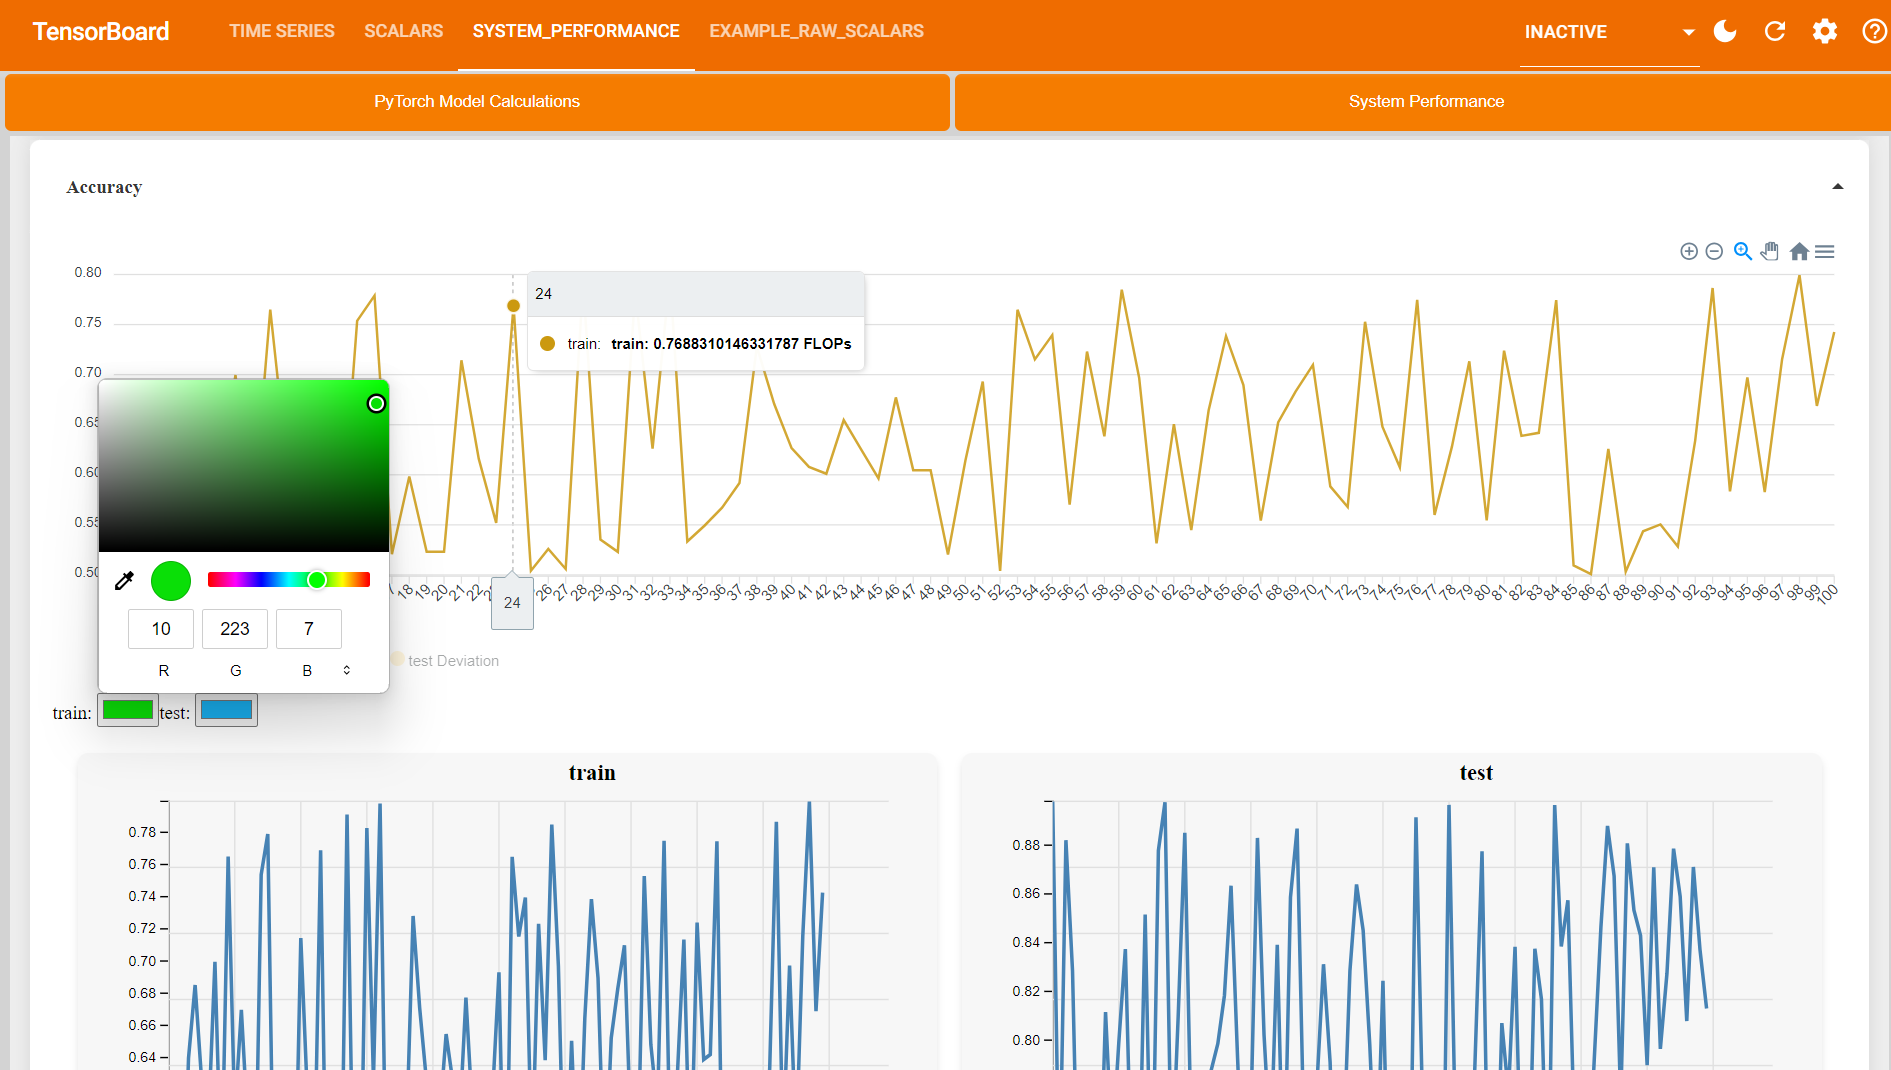 TensorBoard TIME SERIES SCALARS SYSTEM_PERFORMANCE EXAMPLE_RAW_SCALARS INACTIVE
PyTorch Model Calculations System Performance
Accuracy
0.80
0.75
0.70
0.65
0.60
0.55
0.50
24
train: train: 0.7688310146331787 FLOPs
18 19 20 21 22 24 26 27 28 29 30 31 32 33 34 35 36 37 38 39 40 41 42 43 44 45 46 47 48 49 50 51 52 53 54 55 56 57 58 59 60 61 62 63 64 65 66 67 68 69 70 71 72 73 74 75 76 77 78 79 80 81 82 83 84 85 86 87 88 89 90 91 92 93 94 95 96 97 98 99 100
10 223 7
R G B
test Deviation
train: test:
train
0.78
0.76
0.74
0.72
0.70
0.68
0.66
0.64
test
0.88
0.86
0.84
0.82
0.80